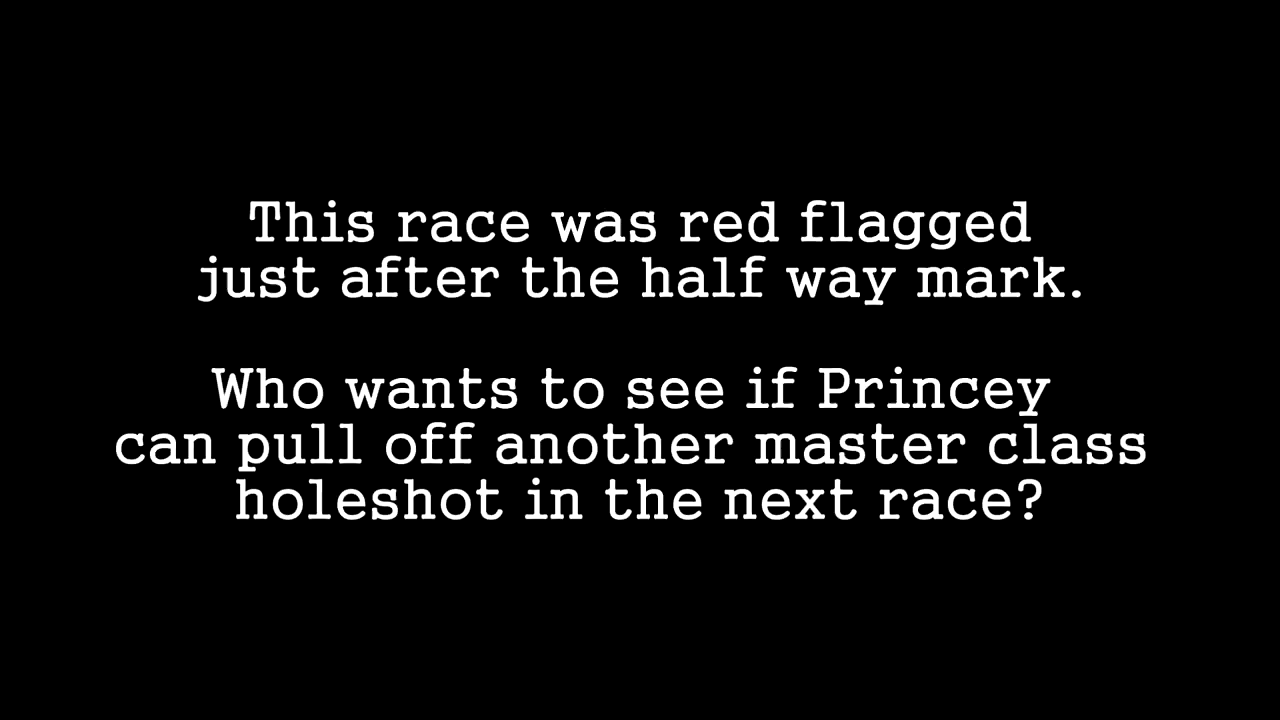 This race was red flagged
just after the half way mark.
Who wants to see if Princey
can pull off another master class
holeshot in the next race?